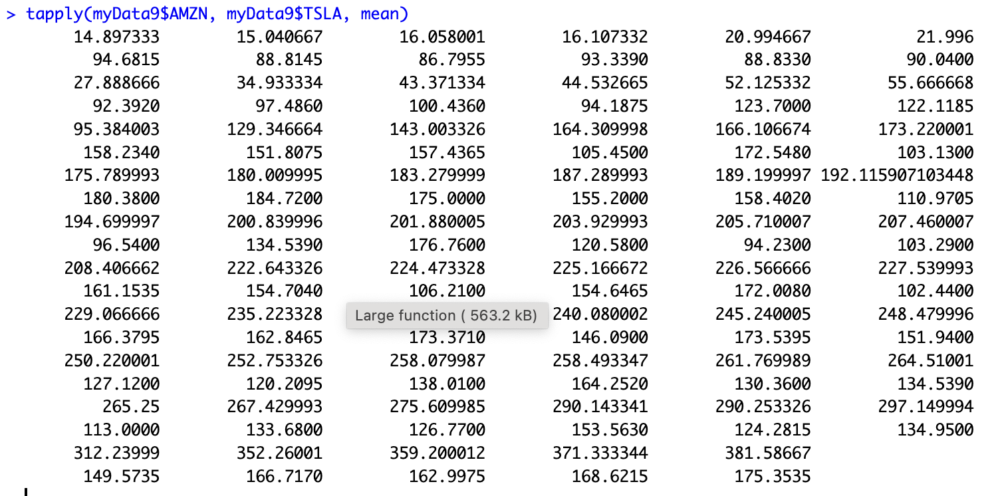 > tapply(myData9$AMZN, myData9$TSLA, mean)
14.897333 15.040667 16.058001 16.107332 20.994667 21.996
94.6815 88.8145 86.7955 93.3390 88.8330 90.0400
27.888666 34.933334 43.371334 44.532665 52.125332 55.666668
92.3920 97.4860 100.4360 94.1875 123.7000 122.1185
95.384003 129.346664 143.003326 164.309998 166.106674 173.220001
158.2340 151.8075 157.4365 105.4500 172.5480 103.1300
175.789993 180.009995 183.279999 187.289993 189.199997 192.115907103448
180.3800 184.7200 175.0000 155.2000 158.4020 110.9705
194.699997 200.839996 201.880005 203.929993 205.710007 207.460007
96.5400 134.5390 176.7600 120.5800 94.2300 103.2900
208.406662 222.643326 224.473328 225.166672 226.566666 227.539993
161.1535 154.7040 106.2100 154.6465 172.0080 102.4400
229.066666 235.223328 Large function ( 563.2 kB) 240.080002 245.240005 248.479996
166.3795 162.8465 173.3710 146.0900 173.5395 151.9400
250.220001 252.753326 258.079987 258.493347 261.769989 264.51001
127.1200 120.2095 138.0100 164.2520 130.3600 134.5390
265.25 267.429993 275.609985 290.143341 290.253326 297.149994
113.0000 133.6800 126.7700 153.5630 124.2815 134.9500
312.23999 352.26001 359.200012 371.333344 381.58667
149.5735 166.7170 162.9975 168.6215 175.3535